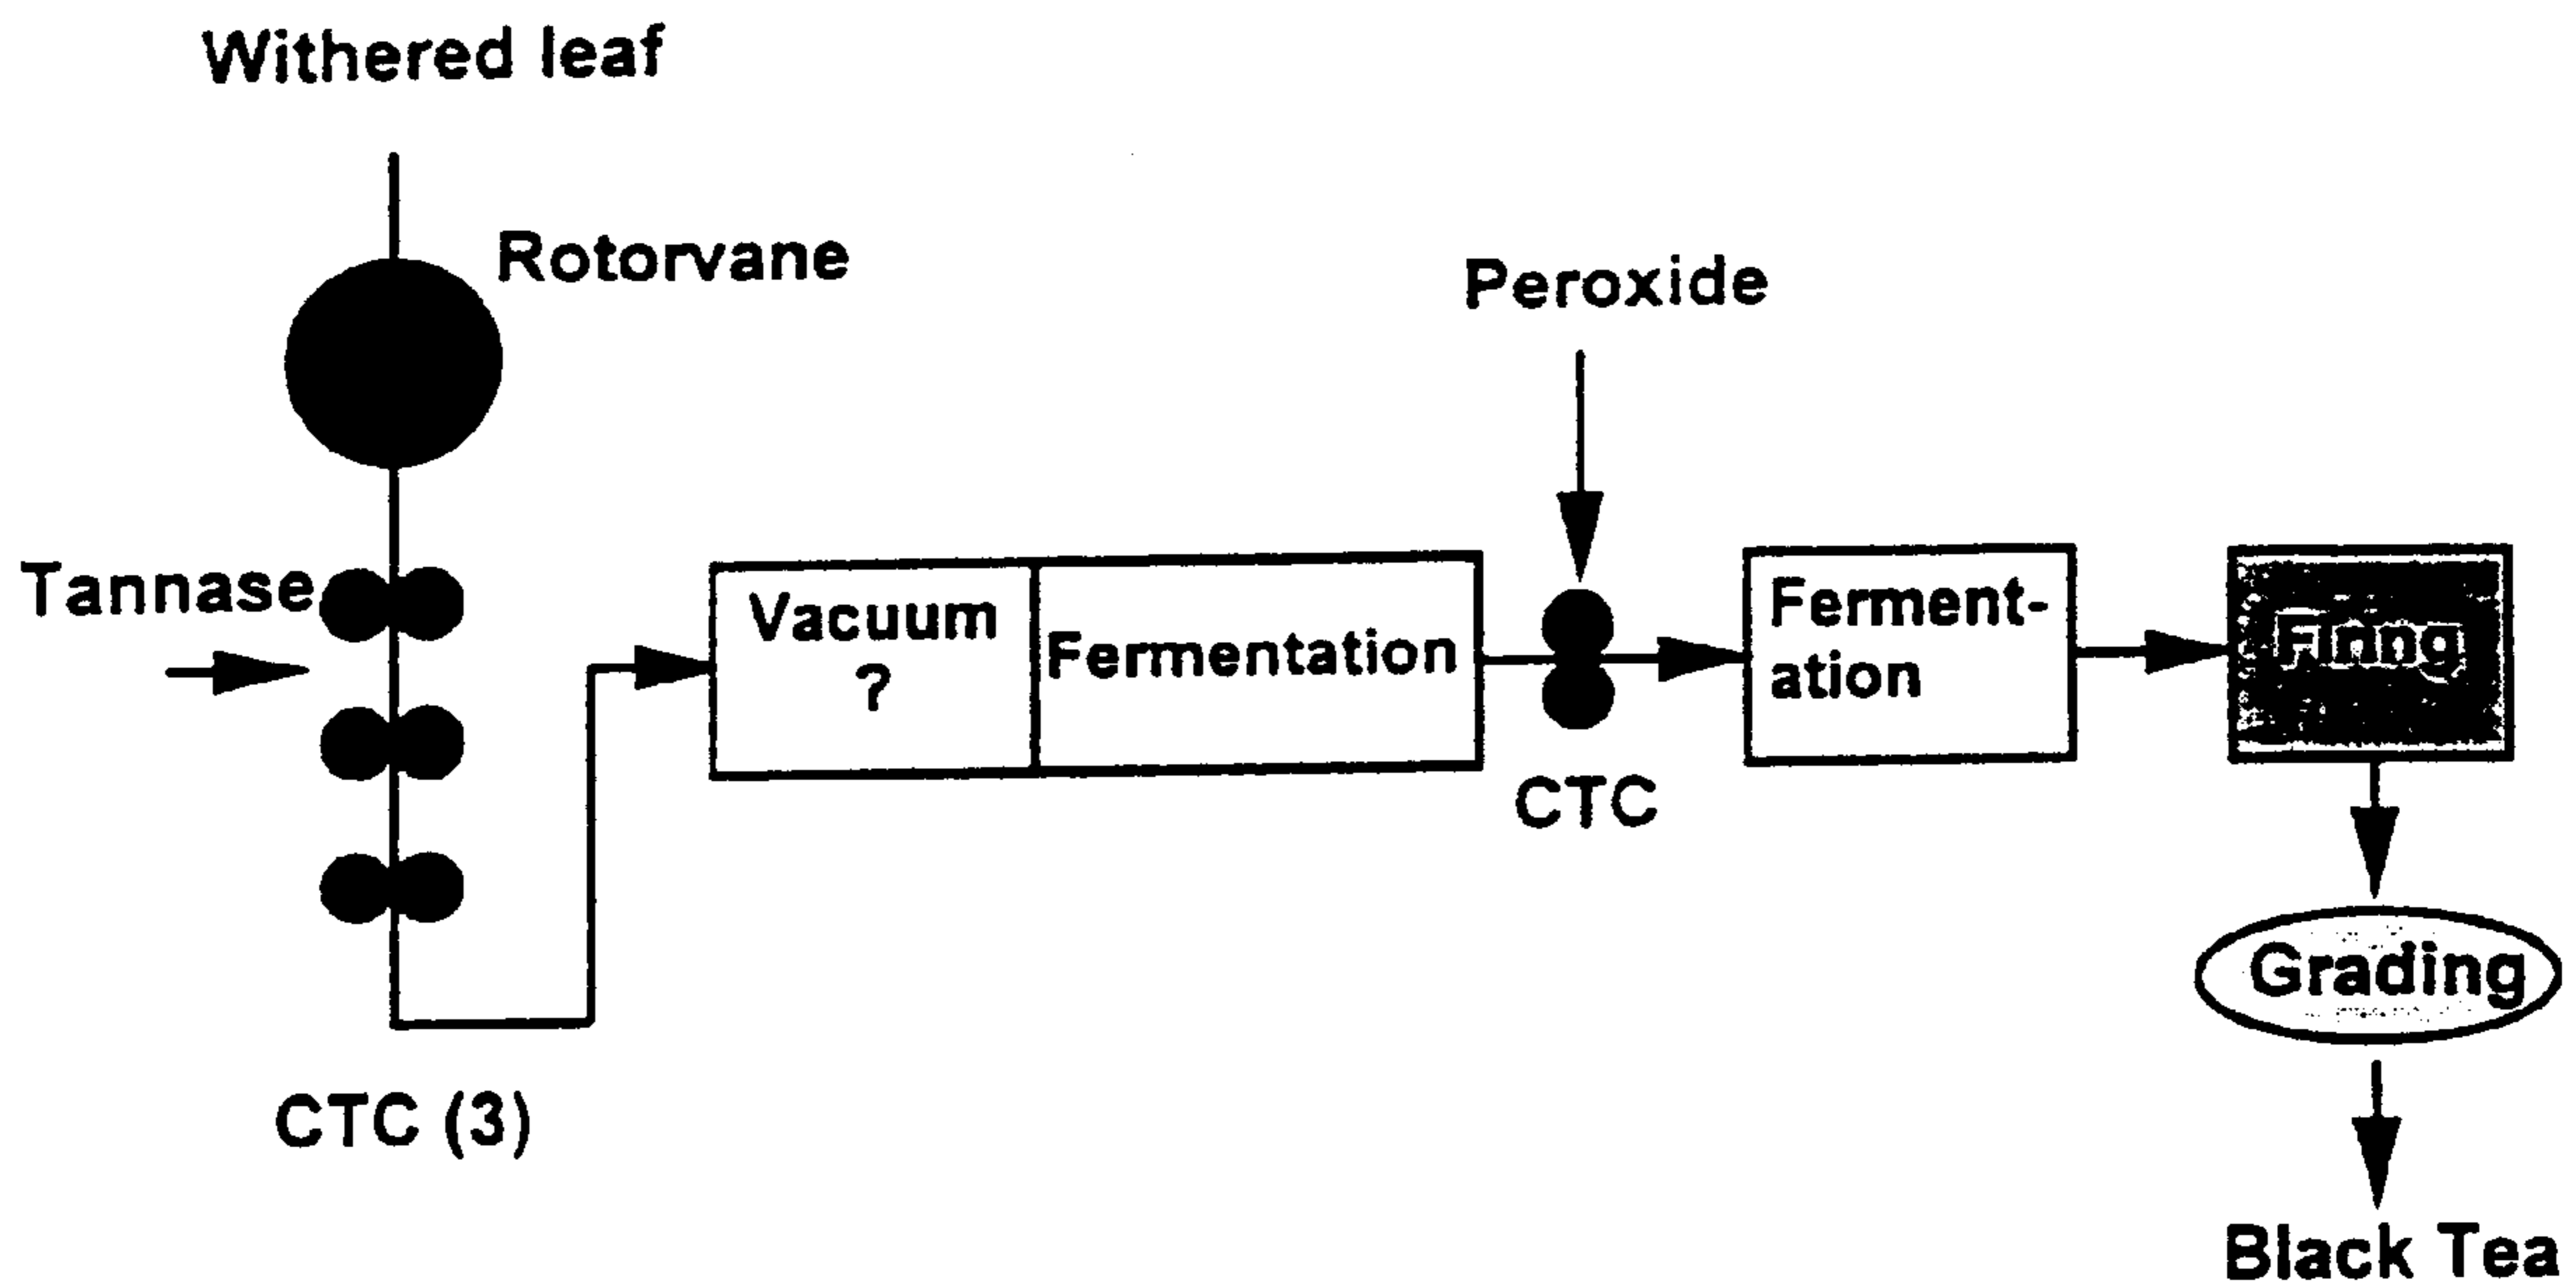 Withered leaf
Rotorvane
Tannase
CTC (3)
Vacuum
?
Fermentation
Peroxide
CTC
Ferment-
ation
Firing
Grading
Black Tea